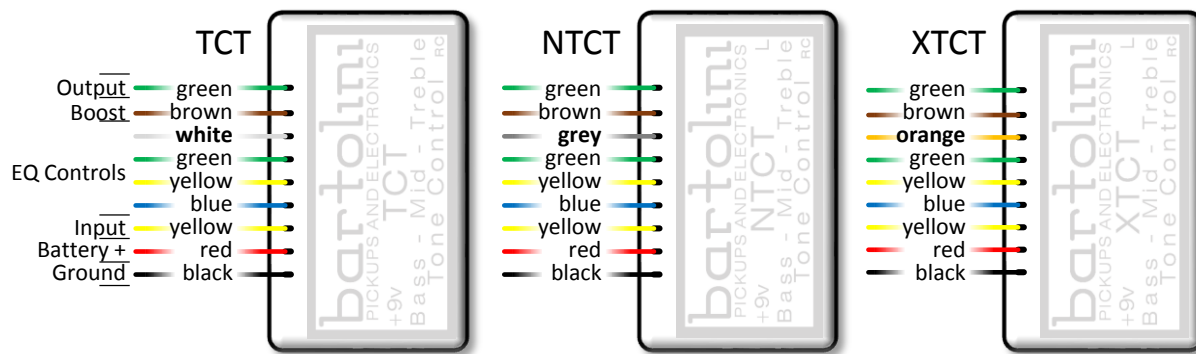 TCT
Output green
Boost brown
white
EQ Controls
green
yellow
blue
Input yellow
Battery + red
Ground black
bartolini
PICKUPS AND ELECTRONICS
+9v TCT
Bass - Mid - Treble
Tone Control RC
NTCT
green
brown
grey
green
yellow
blue
yellow
red
black
bartolini
PICKUPS AND ELECTRONICS
+9v NTCT
Bass - Mid - Treble L
Tone Control RC
XTCT
green
brown
orange
green
yellow
blue
yellow
red
black
bartolini
PICKUPS AND ELECTRONICS
+9v XTCT
Bass - Mid - Treble L
Tone Control RC